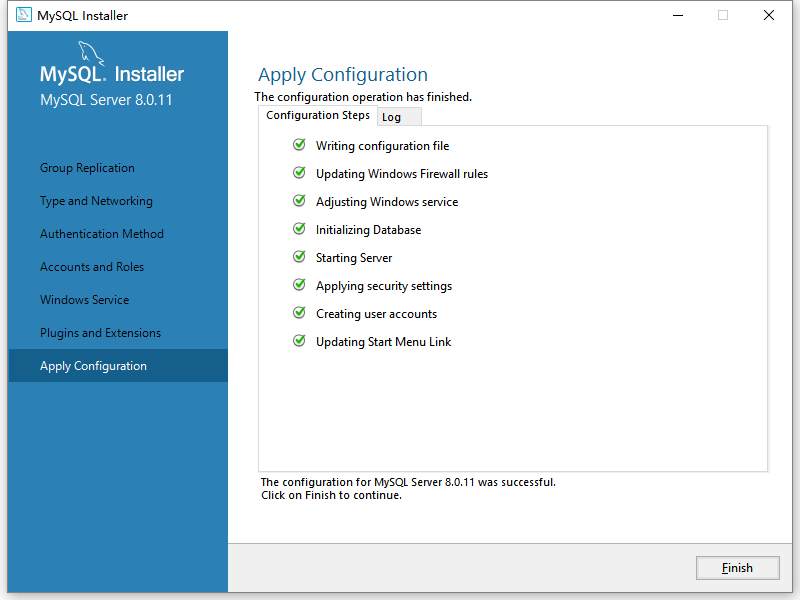 MySQL Installer
MySQL. Installer
MySQL Server 8.0.11
Group Replication
Type and Networking
Authentication Method
Accounts and Roles
Windows Service
Plugins and Extensions
Apply Configuration
Apply Configuration
The configuration operation has finished.
Configuration Steps Log
Writing configuration file
Updating Windows Firewall rules
Adjusting Windows service
Initializing Database
Starting Server
Applying security settings
Creating user accounts
Updating Start Menu Link
The configuration for MySQL Server 8.0.11 was successful.
Click on Finish to continue.
Finish